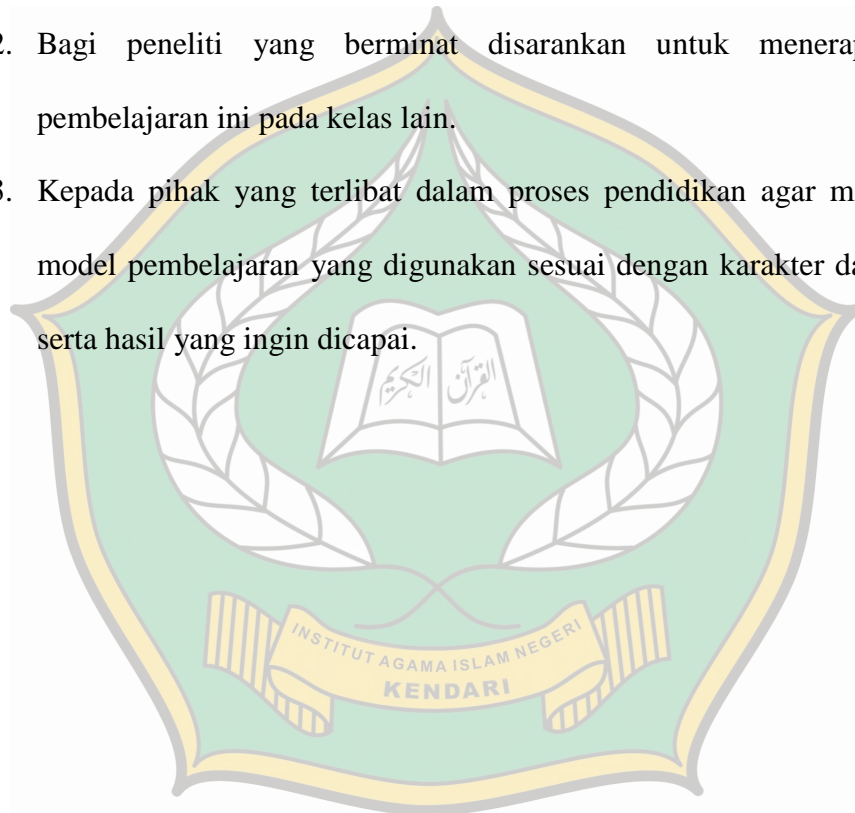 2. Bagi peneliti yang berminat disarankan untuk menerap
pembelajaran ini pada kelas lain.
3. Kepada pihak yang terlibat dalam proses pendidikan agar m
model pembelajaran yang digunakan sesuai dengan karakter da
serta hasil yang ingin dicapai.
القرآن الكريم
INSTITUT AGAMA ISLAM NEGERI
KENDARI